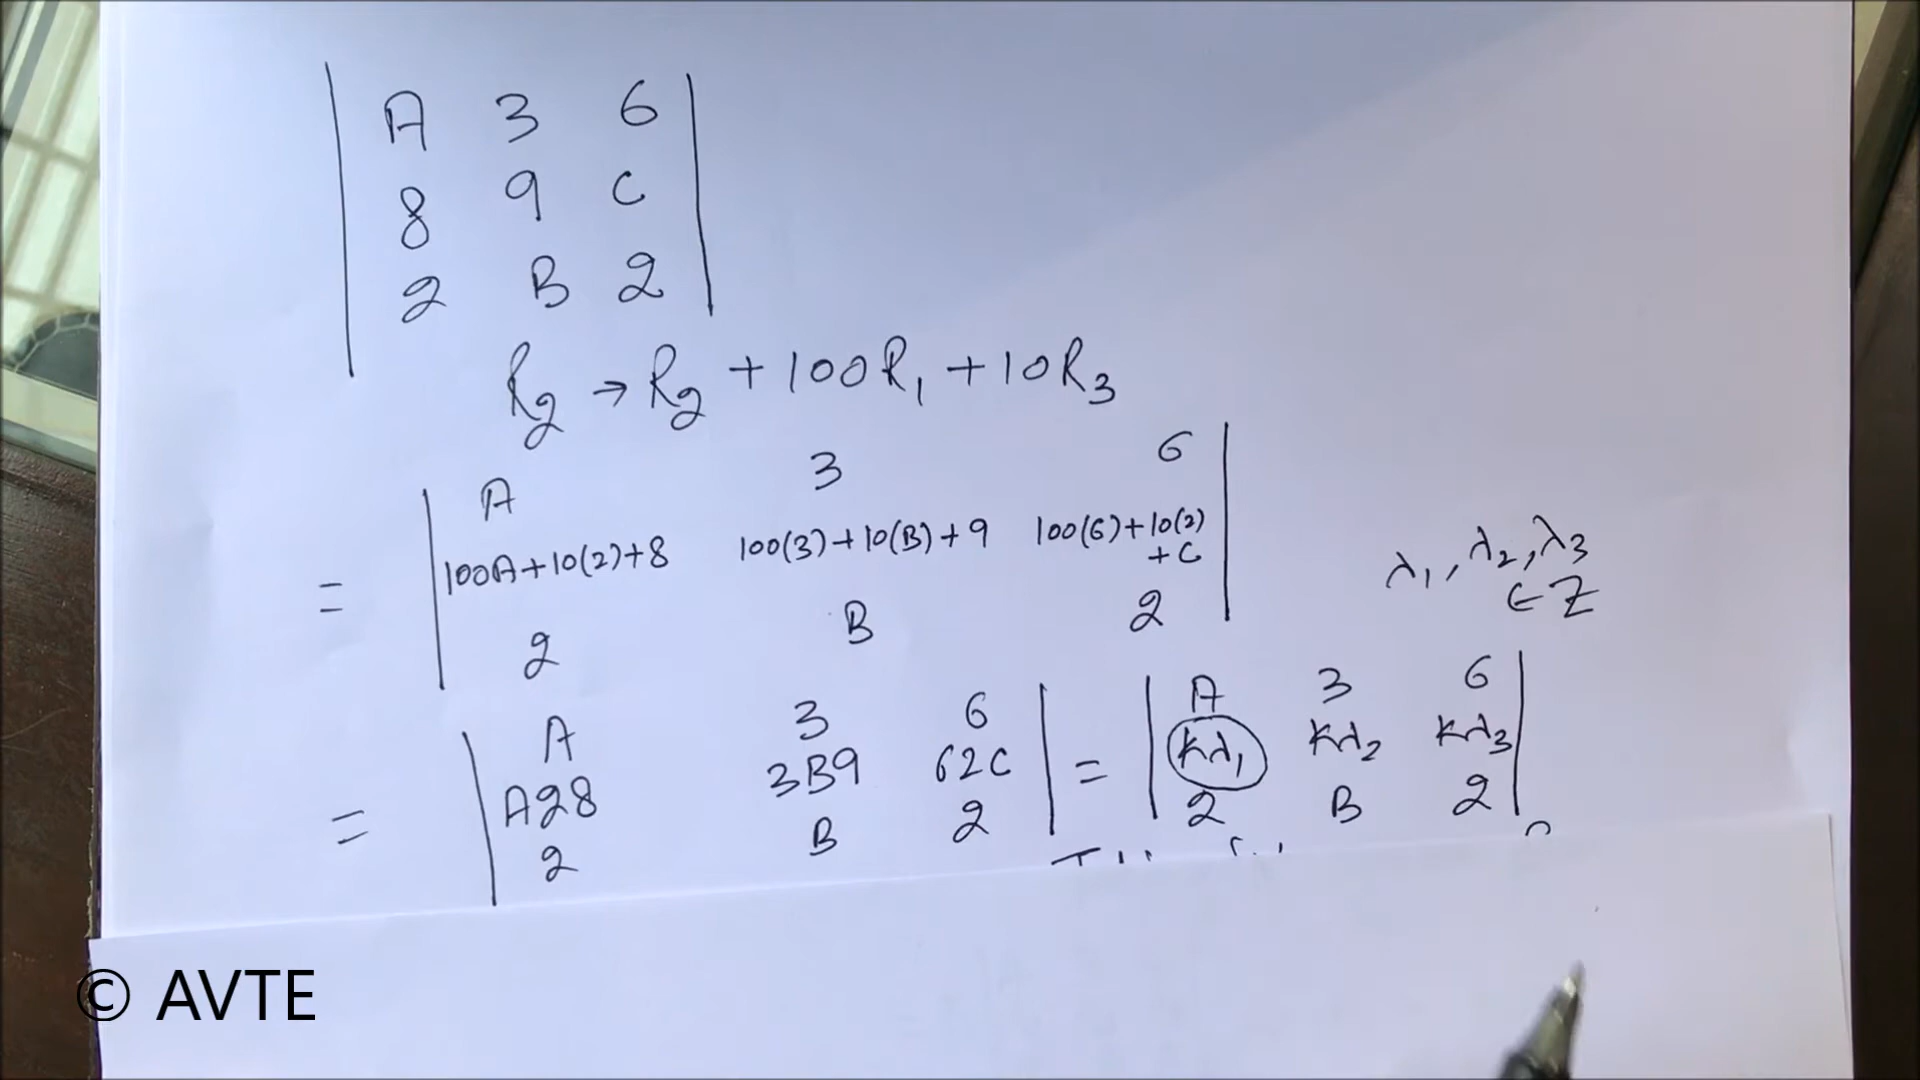 A 3 6
8 9 C
2 B 2
R₂ → R₂ + 100R₁ + 10R₃
A 3 6
= 100A+10(2)+8 100(3)+10(B)+9 100(6)+10(2)+C
2 B 2
λ₁, λ₂, λ₃
∈ Z
A 3 6
= A28 3B9 62C
2 B 2
A 3 6
= Kλ₁ Kλ₂ Kλ₃
2 B 2
© AVTE